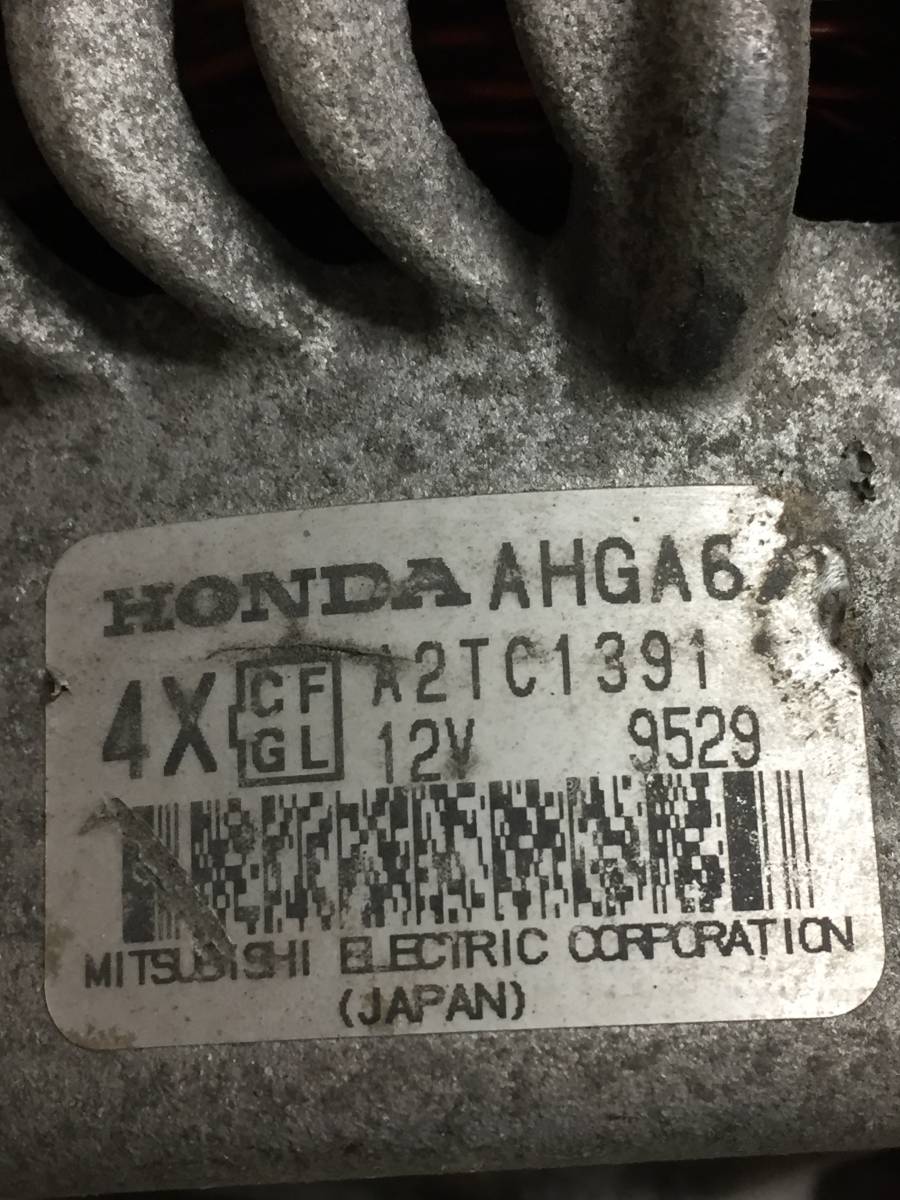 HONDA AHGA6
4X CF GL A2TC1391
12V 9529
MITSUBISHI ELECTRIC CORPORATION
(JAPAN)